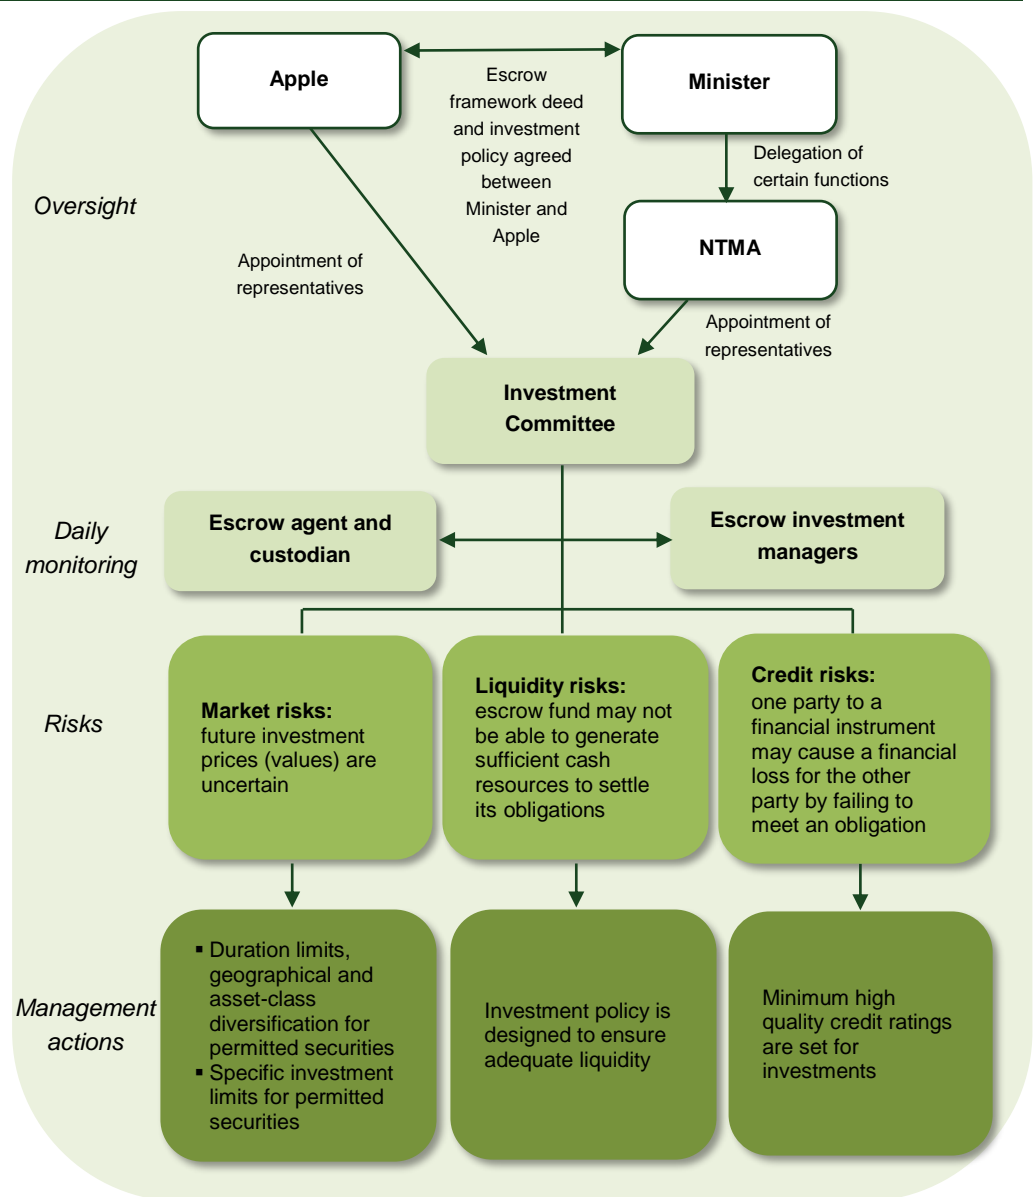 Apple
Minister
Escrow
framework deed
and investment
policy agreed
between
Minister and
Apple
Delegation of
certain functions
Oversight
NTMA
Appointment of
representatives
Appointment of
representatives
Investment
Committee
Daily
monitoring
Escrow agent and
custodian
Escrow investment
managers
Risks
Market risks:
future investment
prices (values) are
uncertain
Liquidity risks:
escrow fund may not
be able to generate
sufficient cash
resources to settle
its obligations
Credit risks:
one party to a
financial instrument
may cause a financial
loss for the other
party by failing to
meet an obligation
Management
actions
▪ Duration limits,
geographical and
asset-class
diversification for
permitted securities
▪ Specific investment
limits for permitted
securities
Investment policy is
designed to ensure
adequate liquidity
Minimum high
quality credit ratings
are set for
investments